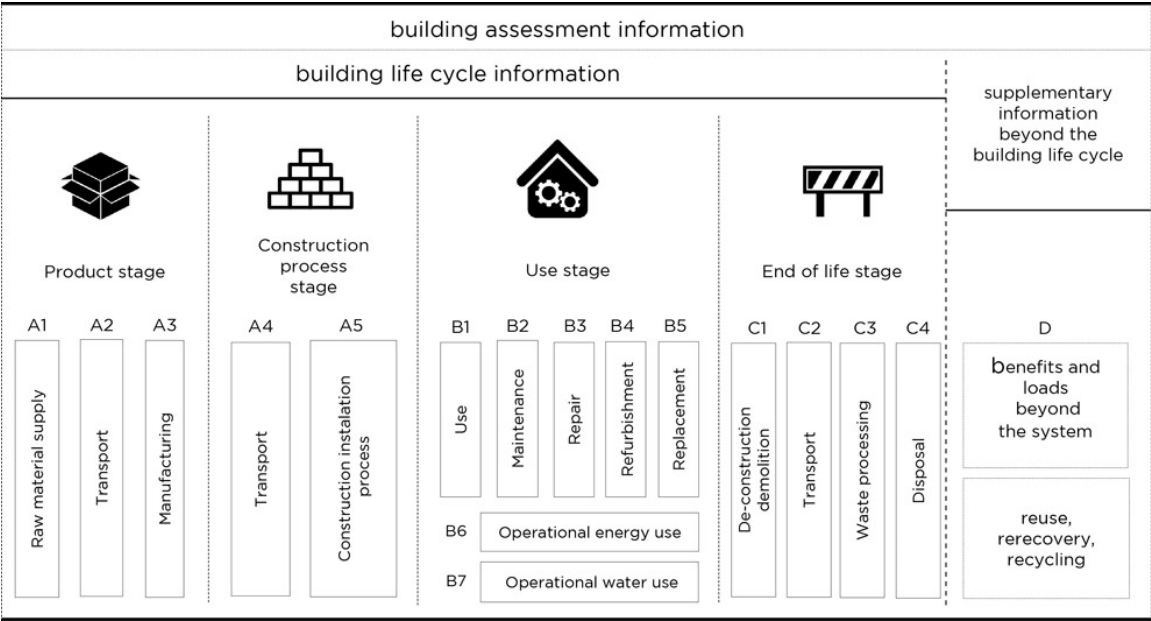 building assessment information
building life cycle information
supplementary
information
beyond the
building life cycle
Product stage
Construction
process
stage
Use stage
End of life stage
A1
A2
A3
A4
A5
B1
B2
B3
B4
B5
C1
C2
C3
C4
D
Raw material supply
Transport
Manufacturing
Transport
Construction instalation
process
Use
Maintenance
Repair
Refurbishment
Replacement
B6
Operational energy use
B7
Operational water use
De-construction
demolition
Transport
Waste processing
Disposal
benefits and
loads
beyond
the system
reuse,
rerecovery,
recycling